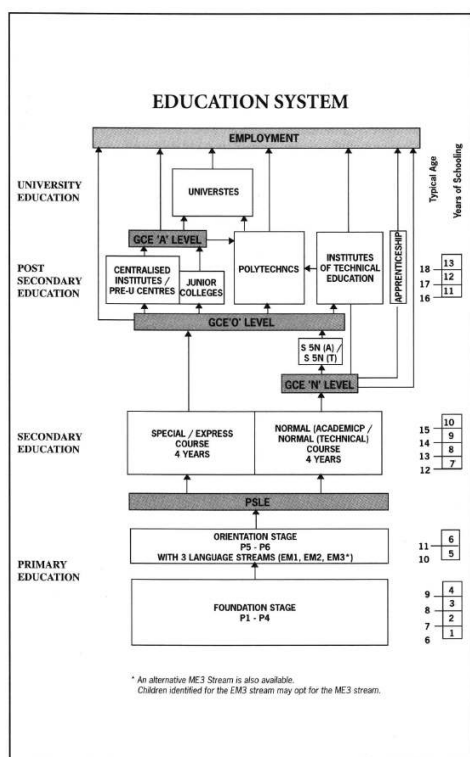 EDUCATION SYSTEM
EMPLOYMENT
UNIVERSITY
EDUCATION
UNIVERSTES
Typical Age
Years of Schooling
GCE 'A' LEVEL
POST
SECONDARY
EDUCATION
CENTRALISED
INSTITUTES /
PRE-U CENTRES
JUNIOR
COLLEGES
POLYTECHNCS
INSTITUTES
OF TECHNICAL
EDUCATION
APPRENTICESHIP
18
17
16
13
12
11
GCE'O' LEVEL
S 5N (A) /
S 5N (T)
GCE 'N' LEVEL
SECONDARY
EDUCATION
SPECIAL / EXPRESS
COURSE
4 YEARS
NORMAL (ACADEMICP /
NORMAL (TECHNICAL)
COURSE
4 YEARS
15
14
13
12
10
9
8
7
PSLE
PRIMARY
EDUCATION
ORIENTATION STAGE
P5 - P6
WITH 3 LANGUAGE STREAMS (EM1, EM2, EM3*)
11
10
6
5
FOUNDATION STAGE
P1 - P4
9
8
7
6
4
3
2
1
* An alternative ME3 Stream is also available.
Children identified for the EM3 stream may opt for the ME3 stream.